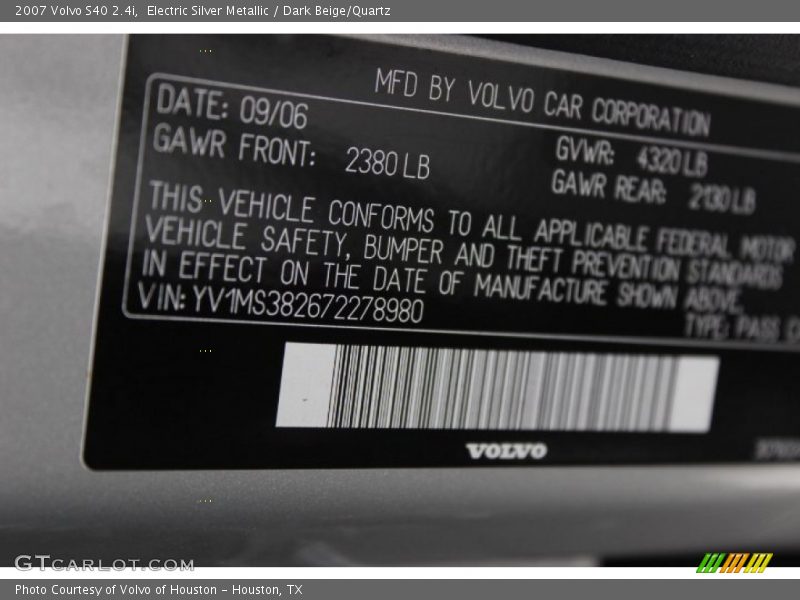 2007 Volvo S40 2.4i, Electric Silver Metallic / Dark Beige/Quartz
MFD BY VOLVO CAR CORPORATION
DATE: 09/06
GVWR: 4320 LB
GAWR FRONT: 2380 LB
GAWR REAR: 2130 LB
THIS VEHICLE CONFORMS TO ALL APPLICABLE FEDERAL MOTOR
VEHICLE SAFETY, BUMPER AND THEFT PREVENTION STANDARDS
IN EFFECT ON THE DATE OF MANUFACTURE SHOWN ABOVE.
VIN: YV1MS382672278980
TYPE: PASS
VOLVO
GTCARLOT.COM
Photo Courtesy of Volvo of Houston - Houston, TX